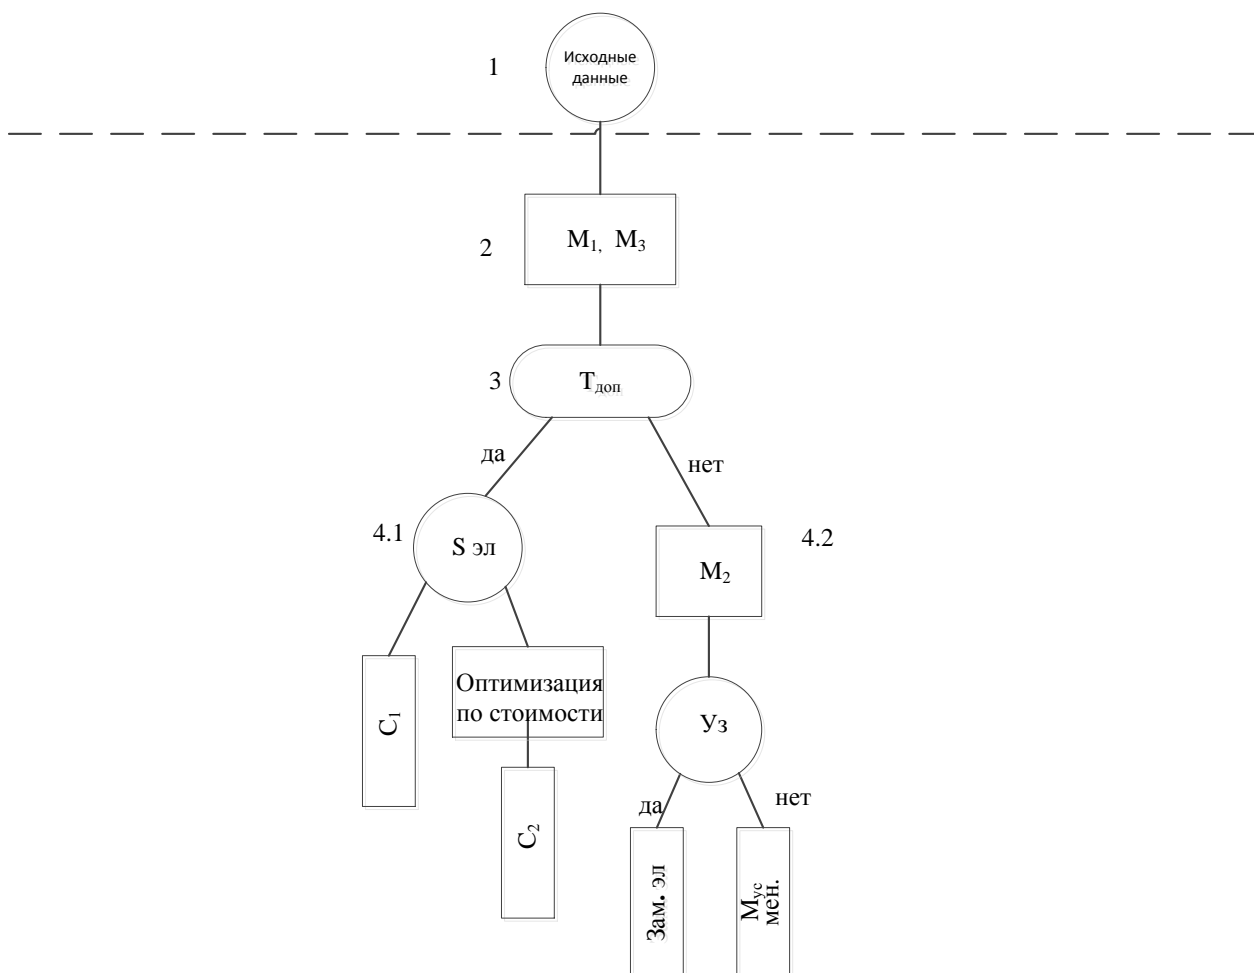 1
Исходные
данные
2
М1, М3
3
Тдоп
да
нет
4.1
S эл
М2
4.2
С1
Оптимизация
по стоимости
Уз
С2
да
нет
Зам. эл
Мус
мен.